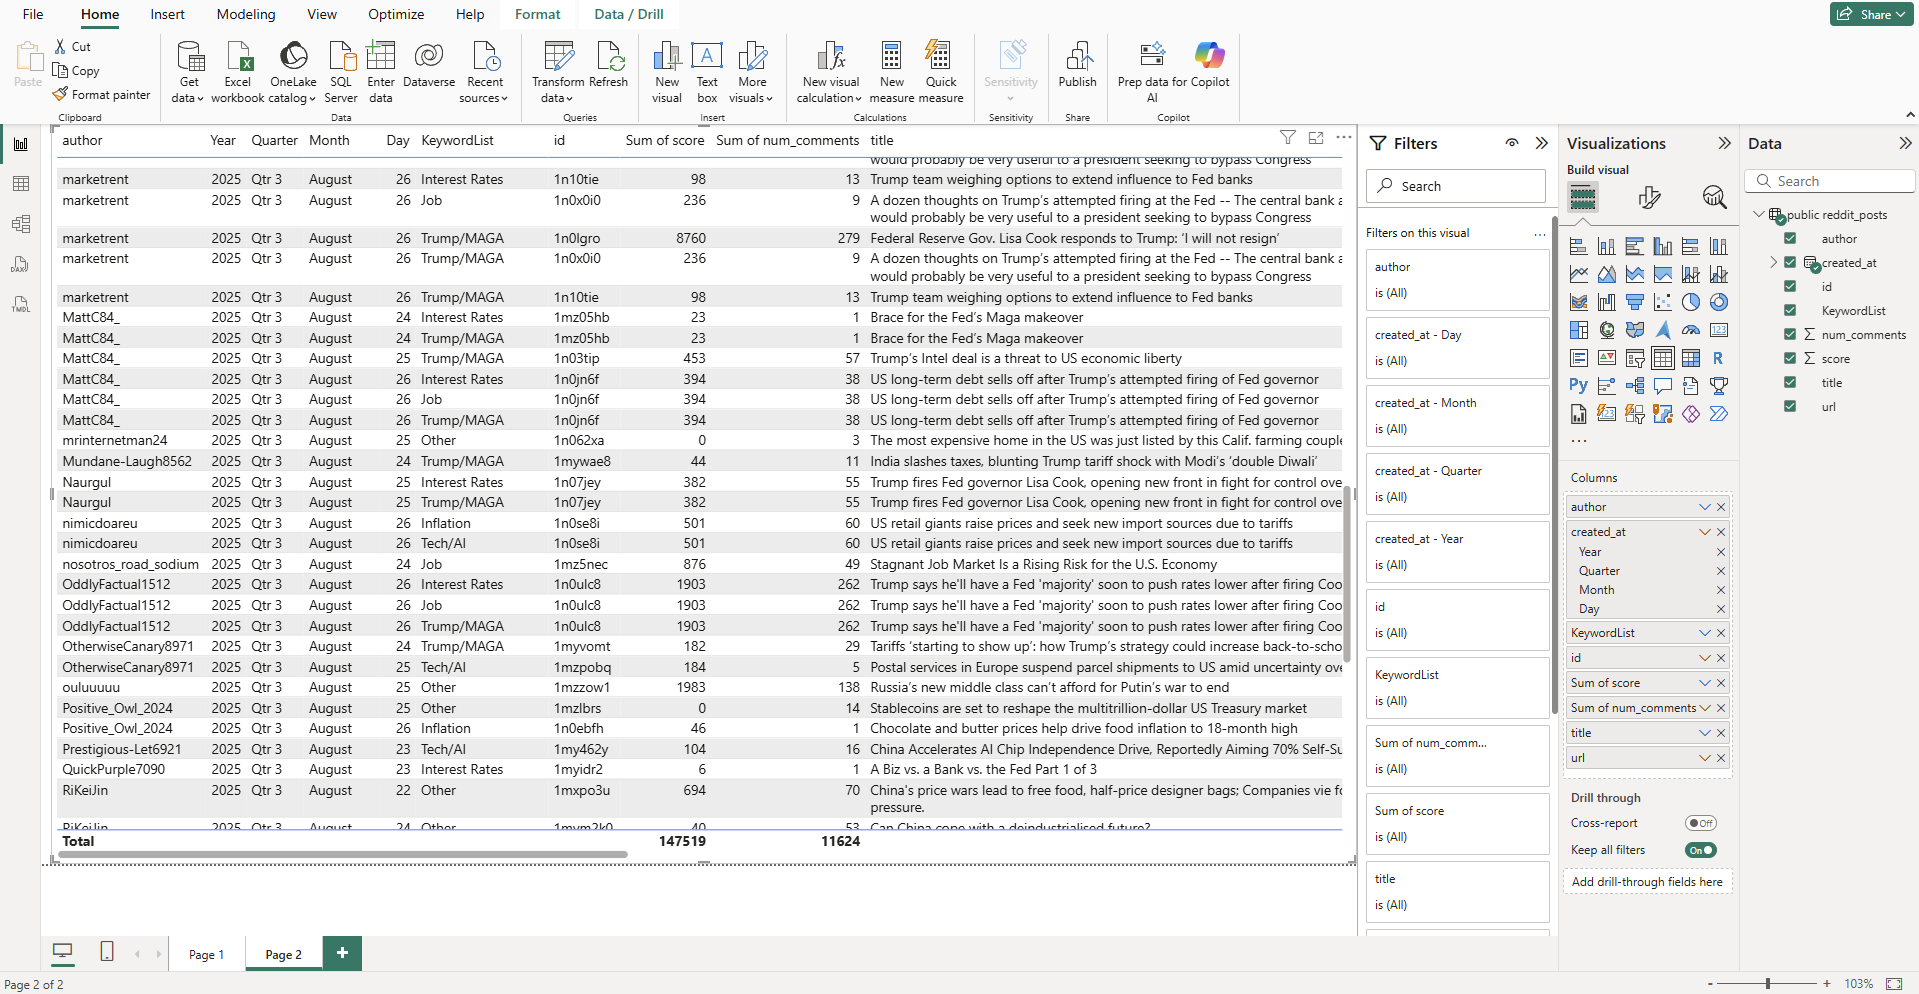 File Home Insert Modeling View Optimize Help Format Data / Drill Share
Paste Cut Copy Format painter
Clipboard
Get data Excel workbook OneLake catalog SQL Server Enter data Dataverse Recent sources
Data
Transform data Refresh
Queries
New visual Text box More visuals
Insert
New visual calculation New measure Quick measure
Calculations
Sensitivity
Sensitivity
Publish
Share
Prep data for AI Copilot
Copilot
author Year Quarter Month Day KeywordList id Sum of score Sum of num_comments title
would probably be very useful to a president seeking to bypass Congress
marketrent 2025 Qtr 3 August 26 Interest Rates 1n10tie 98 13 Trump team weighing options to extend influence to Fed banks
marketrent 2025 Qtr 3 August 26 Job 1n0x0i0 236 9 A dozen thoughts on Trump's attempted firing at the Fed -- The central bank a
would probably be very useful to a president seeking to bypass Congress
marketrent 2025 Qtr 3 August 26 Trump/MAGA 1n0lgro 8760 279 Federal Reserve Gov. Lisa Cook responds to Trump: 'I will not resign'
marketrent 2025 Qtr 3 August 26 Trump/MAGA 1n0x0i0 236 9 A dozen thoughts on Trump's attempted firing at the Fed -- The central bank a
would probably be very useful to a president seeking to bypass Congress
marketrent 2025 Qtr 3 August 26 Trump/MAGA 1n10tie 98 13 Trump team weighing options to extend influence to Fed banks
MattC84_ 2025 Qtr 3 August 24 Interest Rates 1mz05hb 23 1 Brace for the Fed's Maga makeover
MattC84_ 2025 Qtr 3 August 24 Trump/MAGA 1mz05hb 23 1 Brace for the Fed's Maga makeover
MattC84_ 2025 Qtr 3 August 25 Trump/MAGA 1n03tip 453 57 Trump's Intel deal is a threat to US economic liberty
MattC84_ 2025 Qtr 3 August 26 Interest Rates 1n0jn6f 394 38 US long-term debt sells off after Trump's attempted firing of Fed governor
MattC84_ 2025 Qtr 3 August 26 Job 1n0jn6f 394 38 US long-term debt sells off after Trump's attempted firing of Fed governor
MattC84_ 2025 Qtr 3 August 26 Trump/MAGA 1n0jn6f 394 38 US long-term debt sells off after Trump's attempted firing of Fed governor
mrinternetman24 2025 Qtr 3 August 25 Other 1n062xa 0 3 The most expensive home in the US was just listed by this Calif. farming couple
Mundane-Laugh8562 2025 Qtr 3 August 24 Trump/MAGA 1mywae8 44 11 India slashes taxes, blunting Trump tariff shock with Modi's 'double Diwali'
Naurgul 2025 Qtr 3 August 25 Interest Rates 1n07jey 382 55 Trump fires Fed governor Lisa Cook, opening new front in fight for control ove
Naurgul 2025 Qtr 3 August 25 Trump/MAGA 1n07jey 382 55 Trump fires Fed governor Lisa Cook, opening new front in fight for control ove
nimicdoareu 2025 Qtr 3 August 26 Inflation 1n0se8i 501 60 US retail giants raise prices and seek new import sources due to tariffs
nimicdoareu 2025 Qtr 3 August 26 Tech/AI 1n0se8i 501 60 US retail giants raise prices and seek new import sources due to tariffs
nosotros_road_sodium 2025 Qtr 3 August 24 Job 1mz5nec 876 49 Stagnant Job Market Is a Rising Risk for the U.S. Economy
OddlyFactual1512 2025 Qtr 3 August 26 Interest Rates 1n0ulc8 1903 262 Trump says he'll have a Fed 'majority' soon to push rates lower after firing Coo
OddlyFactual1512 2025 Qtr 3 August 26 Job 1n0ulc8 1903 262 Trump says he'll have a Fed 'majority' soon to push rates lower after firing Coo
OddlyFactual1512 2025 Qtr 3 August 26 Trump/MAGA 1n0ulc8 1903 262 Trump says he'll have a Fed 'majority' soon to push rates lower after firing Coo
OtherwiseCanary8971 2025 Qtr 3 August 24 Trump/MAGA 1myvomt 182 29 Tariffs 'starting to show up': how Trump's strategy could increase back-to-scho
OtherwiseCanary8971 2025 Qtr 3 August 25 Tech/AI 1mzpobq 184 5 Postal services in Europe suspend parcel shipments to US amid uncertainty ove
ouluuuuu 2025 Qtr 3 August 25 Other 1mzzow1 1983 138 Russia's new middle class can't afford for Putin's war to end
Positive_Owl_2024 2025 Qtr 3 August 25 Other 1mzlbrs 0 14 Stablecoins are set to reshape the multitrillion-dollar US Treasury market
Positive_Owl_2024 2025 Qtr 3 August 26 Inflation 1n0ebfh 46 1 Chocolate and butter prices help drive food inflation to 18-month high
Prestigious-Let6921 2025 Qtr 3 August 23 Tech/AI 1my462y 104 16 China Accelerates AI Chip Independence Drive, Reportedly Aiming 70% Self-Su
QuickPurple7090 2025 Qtr 3 August 23 Interest Rates 1myidr2 6 1 A Biz vs. a Bank vs. the Fed Part 1 of 3
RiKeiJin 2025 Qtr 3 August 22 Other 1mxpo3u 694 70 China's price wars lead to free food, half-price designer bags; Companies vie fo
pressure.
RiKeiJin 2025 Qtr 3 August 24 Other 1mym2k0 40 53 Can China cope with a deindustrialised future?
Total 147519 11624
Filters
Search
Filters on this visual ...
author
is (All)
created_at - Day
is (All)
created_at - Month
is (All)
created_at - Quarter
is (All)
created_at - Year
is (All)
id
is (All)
KeywordList
is (All)
Sum of num_comm...
is (All)
Sum of score
is (All)
title
is (All)
Visualizations
Build visual
123
R
Py
...
Columns
author
created_at
Year
Quarter
Month
Day
KeywordList
id
Sum of score
Sum of num_comments
title
url
Drill through
Cross-report Off
Keep all filters On
Add drill-through fields here
Data
Search
public reddit_posts
author
created_at
id
KeywordList
num_comments
score
title
url
DAX
TMDL
Page 1 Page 2 +
Page 2 of 2 - + 103%